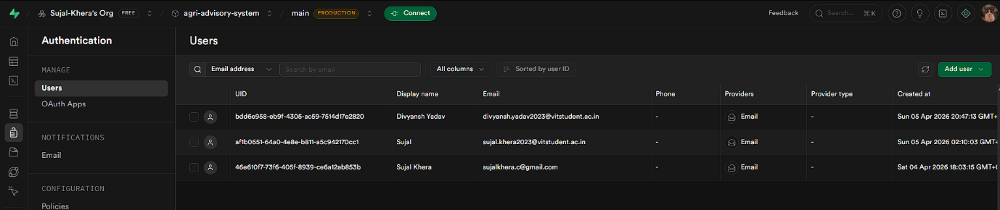 Sujal-Khera's Org FREE agri-advisory-system / main PRODUCTION Connect Feedback Search... ⌘K
Authentication
MANAGE
Users
OAuth Apps
NOTIFICATIONS
Email
CONFIGURATION
Policies
Users
Email address Search by email All columns Sorted by user ID Add user
UID Display name Email Phone Providers Provider type Created at
bdd6e958-eb9f-4305-ac59-7514d17e2820 Divyansh Yadav divyansh.yadav2023@vitstudent.ac.in - Email - Sun 05 Apr 2026 20:47:13 GMT+
af1b0651-64a0-4e8e-b811-a5c942170cc1 Sujal sujal.khera2023@vitstudent.ac.in - Email - Sun 05 Apr 2026 02:10:03 GMT+
46e610f7-73f6-405f-8939-ce6a12ab853b Sujal Khera sujalkhera.c@gmail.com - Email - Sat 04 Apr 2026 18:03:15 GMT+0